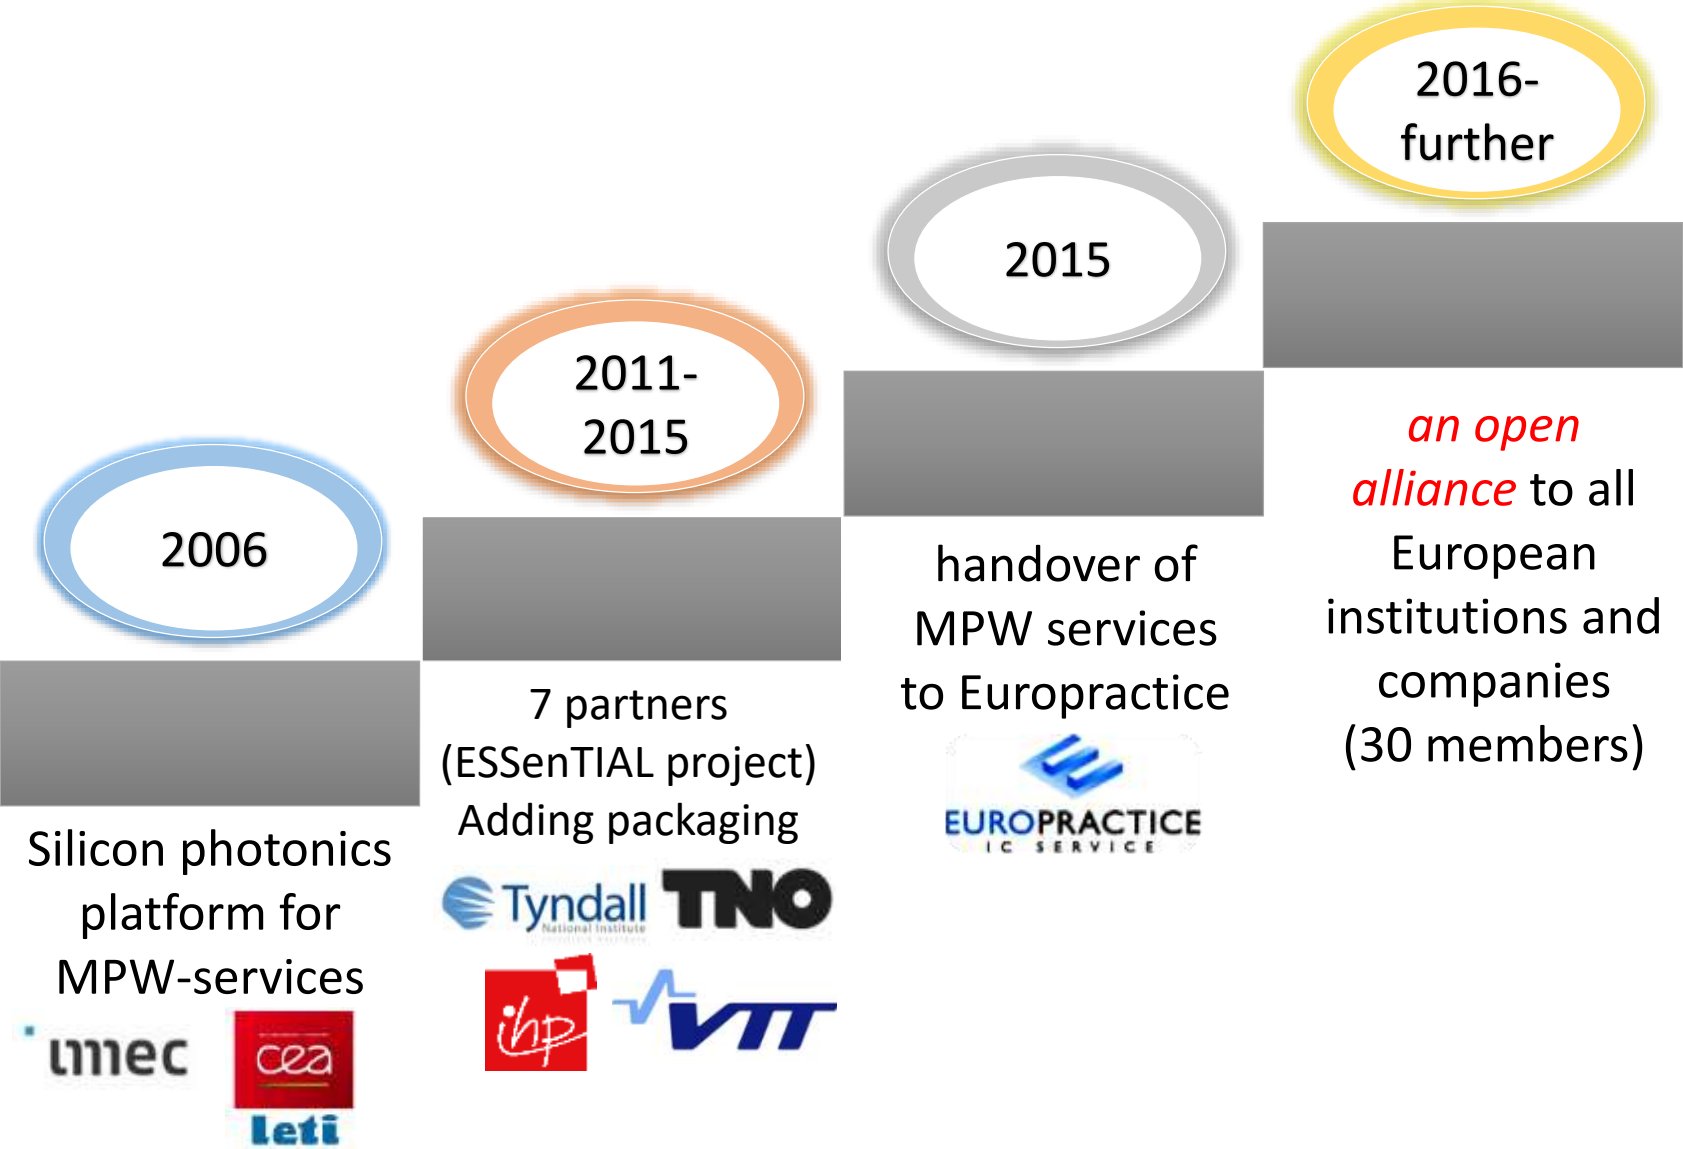 2006
Silicon photonics
platform for
MPW-services
imec
cea
leti
2011-
2015
7 partners
(ESSenTIAL project)
Adding packaging
Tyndall
National Institute
TNO
ihp
VTT
2015
handover of
MPW services
to Europractice
EUROPRACTICE
IC SERVICE
2016-
further
an open
alliance to all
European
institutions and
companies
(30 members)